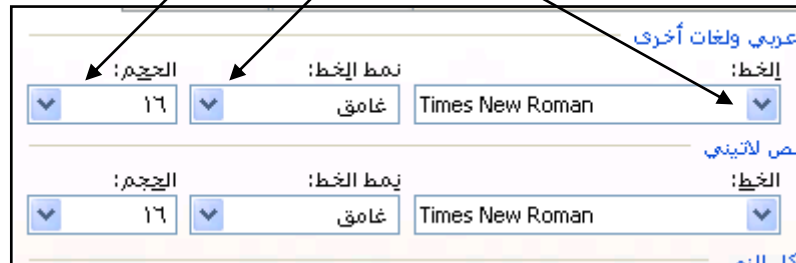 عربي ولغات أخرى
الخط: نمط الخط: الحجم:
Times New Roman غامق ١٦
نص لاتيني
الخط: نمط الخط: الحجم:
Times New Roman غامق ١٦